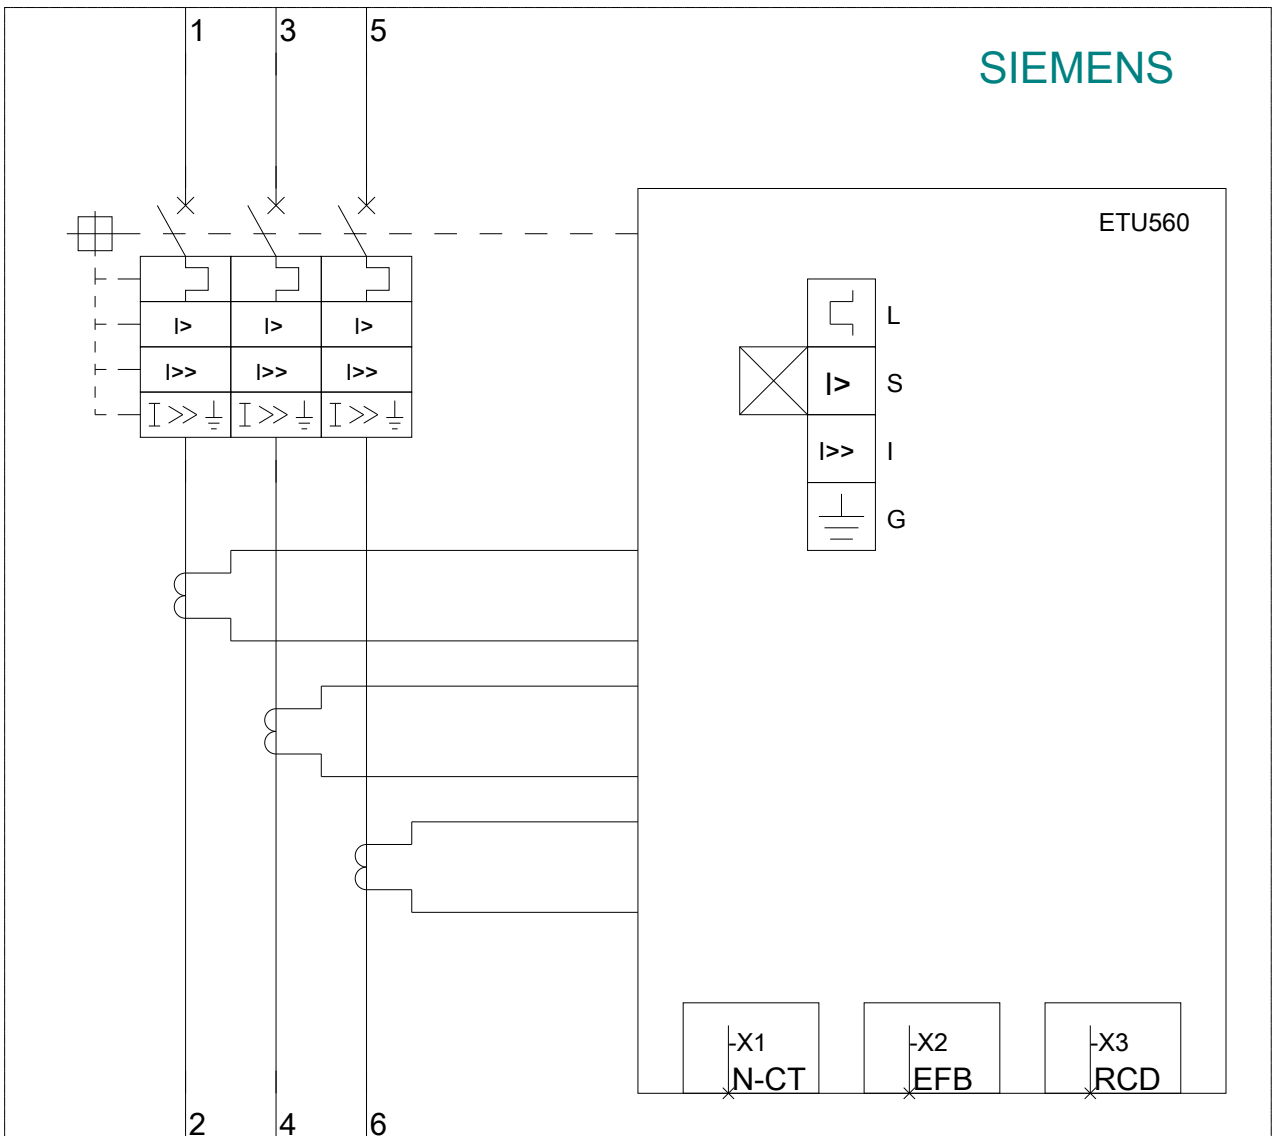 1 3 5
SIEMENS
ETU560
L
I> I> I>
I>> I>> I>>
I> S
I >> I >> I >>
I>> I
G
-X1 -X2 -X3
N-CT EFB RCD
2 4 6